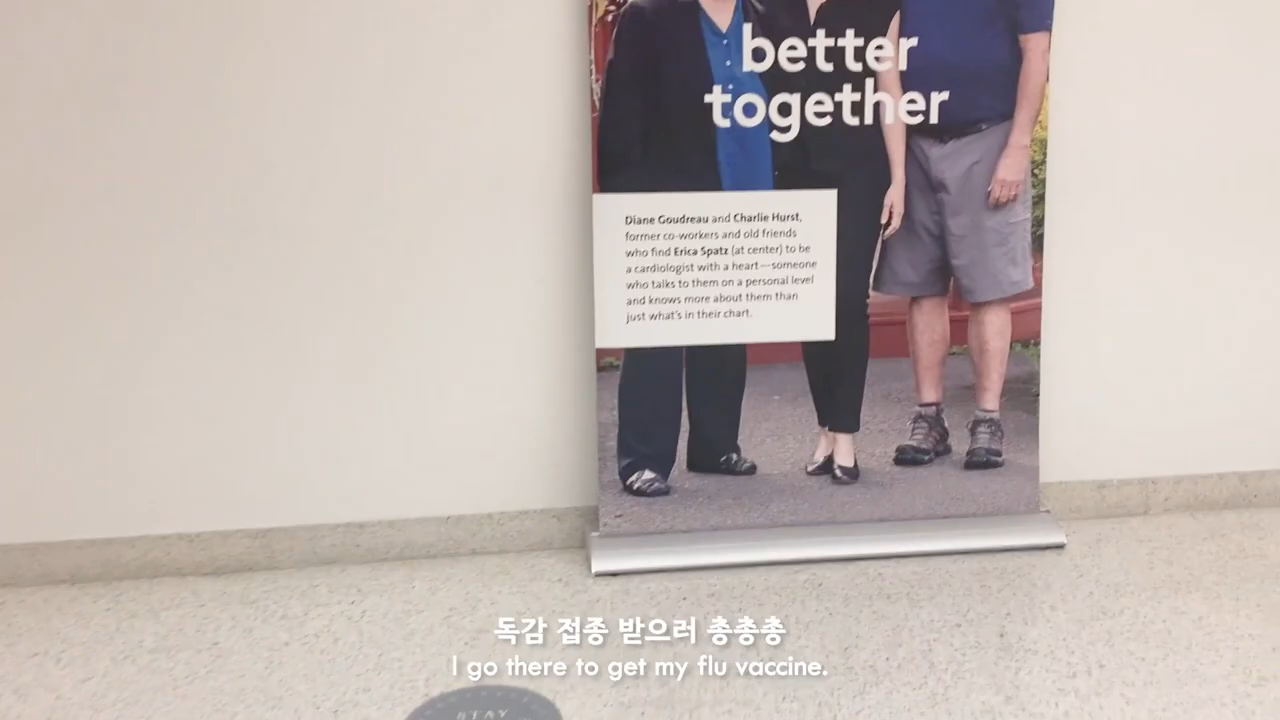 better
together
Diane Goudreau and Charlie Hurst,
former co-workers and old friends
who find Erica Spatz (at center) to be
a cardiologist with a heart—someone
who talks to them on a personal level
and knows more about them than
just what's in their chart.
독감 접종 받으러 총총총
I go there to get my flu vaccine.
STAY